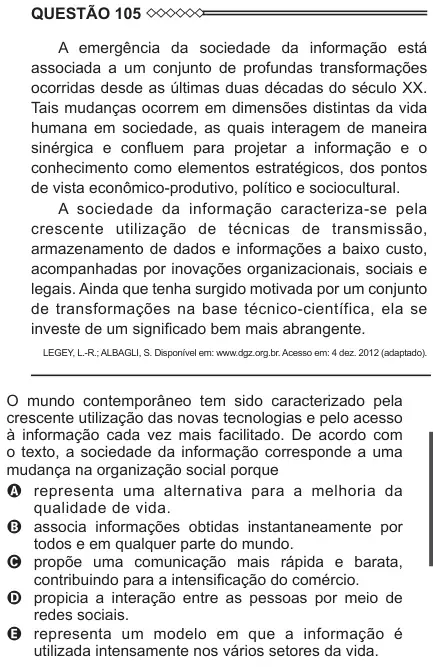 QUESTÃO 105
A emergência da sociedade da informação está
associada a um conjunto de profundas transformações
ocorridas desde as últimas duas décadas do século XX.
Tais mudanças ocorrem em dimensões distintas da vida
humana em sociedade, as quais interagem de maneira
sinérgica e confluem para projetar a informação e o
conhecimento como elementos estratégicos, dos pontos
de vista econômico-produtivo, político e sociocultural.
A sociedade da informação caracteriza-se pela
crescente utilização de técnicas de transmissão,
armazenamento de dados e informações a baixo custo,
acompanhadas por inovações organizacionais, sociais e
legais. Ainda que tenha surgido motivada por um conjunto
de transformações na base técnico-científica, ela se
investe de um significado bem mais abrangente.
LEGEY, L.-R.; ALBAGLI, S. Disponível em: www.dgz.org.br. Acesso em: 4 dez. 2012 (adaptado).
O mundo contemporâneo tem sido caracterizado pela
crescente utilização das novas tecnologias e pelo acesso
à informação cada vez mais facilitado. De acordo com
o texto, a sociedade da informação corresponde a uma
mudança na organização social porque
A representa uma alternativa para a melhoria da
qualidade de vida.
B associa informações obtidas instantaneamente por
todos e em qualquer parte do mundo.
C propõe uma comunicação mais rápida e barata,
contribuindo para a intensificação do comércio.
D propicia a interação entre as pessoas por meio de
redes sociais.
E representa um modelo em que a informação é
utilizada intensamente nos vários setores da vida.